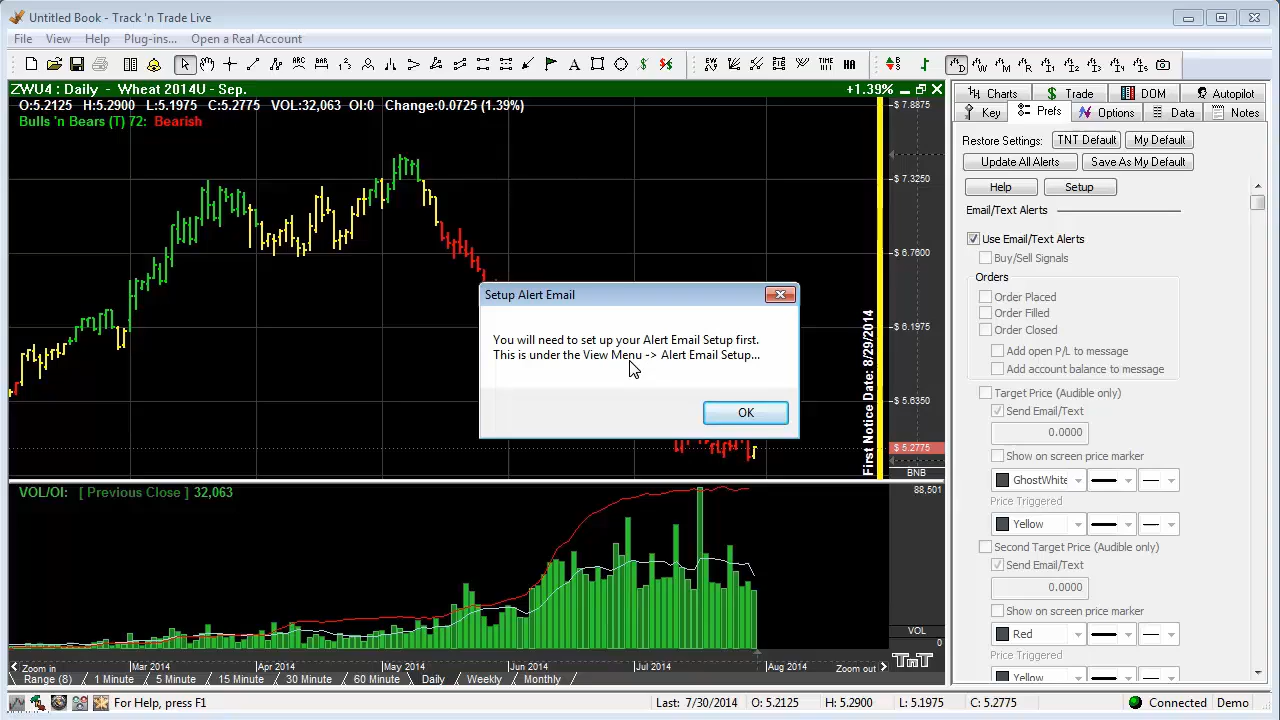 Untitled Book - Track 'n Trade Live
File View Help Plug-ins... Open a Real Account
ZWU4 : Daily - Wheat 2014U - Sep.
+1.39%
O:5.2125 H:5.2900 L:5.1975 C:5.2775 VOL:32,063 OI:0 Change:0.0725 (1.39%)
Bulls 'n Bears (T) 72: Bearish
$ 7.8875
$ 7.3250
$ 6.7600
$ 6.1975
$ 5.6350
$ 5.2775
BNB
First Notice Date: 8/29/2014
Setup Alert Email
You will need to set up your Alert Email Setup first.
This is under the View Menu -> Alert Email Setup...
OK
VOL/OI: [ Previous Close ] 32,063
88,501
VOL
0
Zoom in Mar 2014 Apr 2014 May 2014 Jun 2014 Jul 2014 Aug 2014 Zoom out
TNT
Range (8) 1 Minute 5 Minute 15 Minute 30 Minute 60 Minute Daily Weekly Monthly
Charts Trade DOM Autopilot
Key Prefs Options Data Notes
Restore Settings: TNT Default My Default
Update All Alerts Save As My Default
Help Setup
Email/Text Alerts
Use Email/Text Alerts
Buy/Sell Signals
Orders
Order Placed
Order Filled
Order Closed
Add open P/L to message
Add account balance to message
Target Price (Audible only)
Send Email/Text
0.0000
Show on screen price marker
GhostWhite
Price Triggered
Yellow
Second Target Price (Audible only)
Send Email/Text
0.0000
Show on screen price marker
Red
Price Triggered
Yellow
For Help, press F1
Last: 7/30/2014 O: 5.2125 H: 5.2900 L: 5.1975 C: 5.2775 Connected Demo